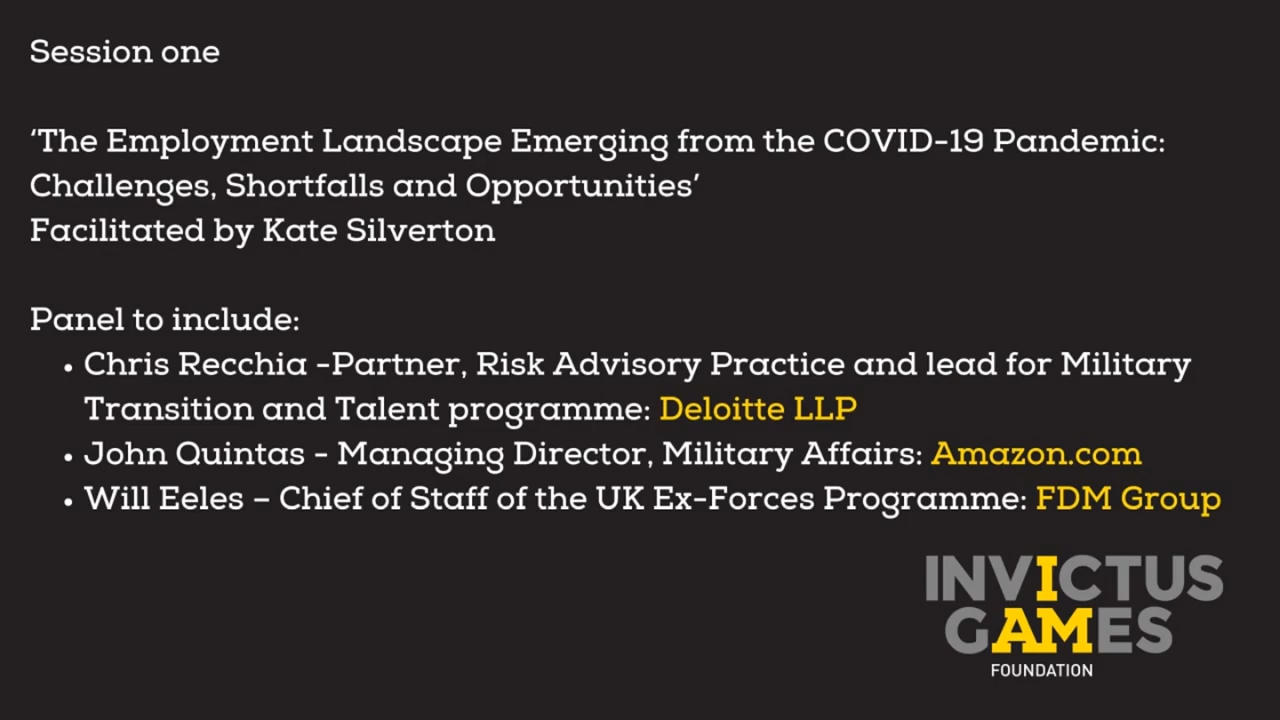 Session one
‘The Employment Landscape Emerging from the COVID-19 Pandemic:
Challenges, Shortfalls and Opportunities’
Facilitated by Kate Silverton
Panel to include:
• Chris Recchia -Partner, Risk Advisory Practice and lead for Military
Transition and Talent programme: Deloitte LLP
• John Quintas - Managing Director, Military Affairs: Amazon.com
• Will Eeles – Chief of Staff of the UK Ex-Forces Programme: FDM Group
INVICTUS
GAMES
FOUNDATION